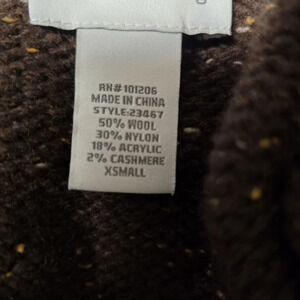 RN# 101206
MADE IN CHINA
STYLE:23467
50% WOOL
30% NYLON
18% ACRYLIC
2% CASHMERE
XSMALL